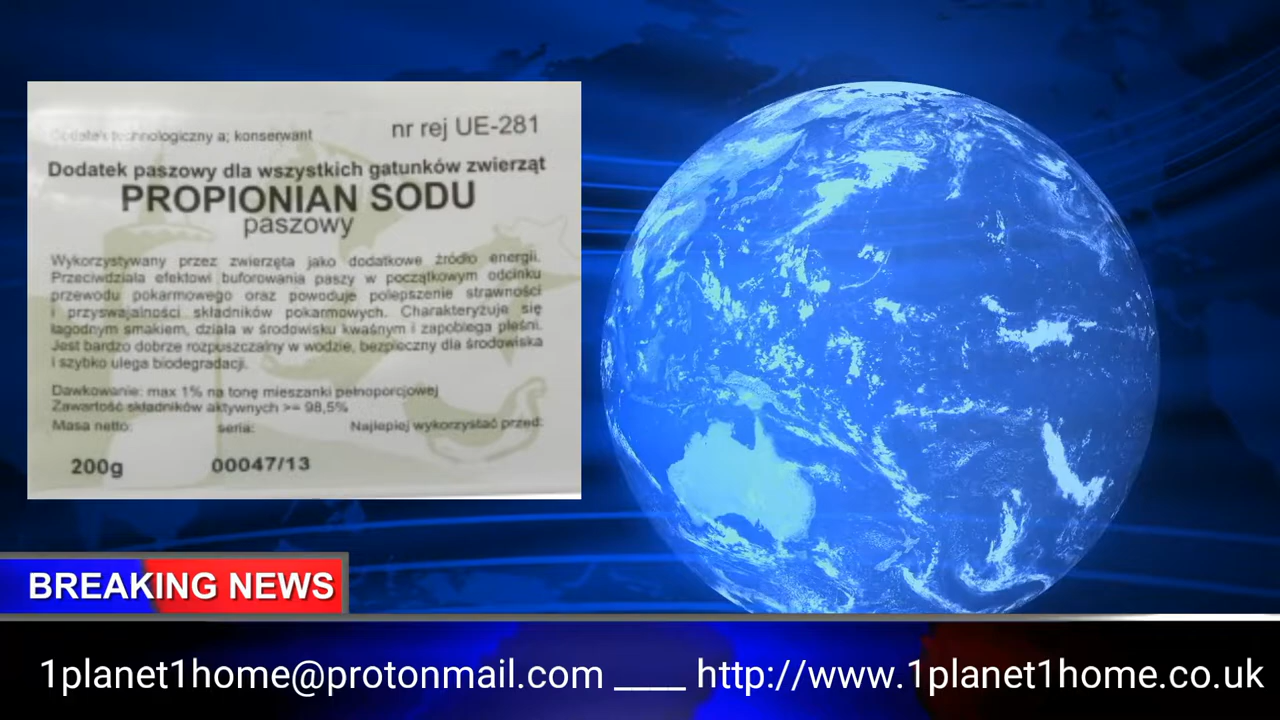 Dodatek technologiczny a; konserwant
nr rej UE-281
Dodatek paszowy dla wszystkich gatunków zwierząt
PROPIONIAN SODU
paszowy
Wykorzystywany przez zwierzęta jako dodatkowe źródło energii.
Przeciwdziała efektowi buforowania paszy w początkowym odcinku
przewodu pokarmowego oraz powoduje polepszenie strawności
i przyswajalności składników pokarmowych. Charakteryzuje się
łagodnym smakiem, działa w środowisku kwaśnym i zapobiega pleśni.
Jest bardzo dobrze rozpuszczalny w wodzie, bezpieczny dla środowiska
i szybko ulega biodegradacji.
Dawkowanie: max 1% na tonę mieszanki pełnoporcjowej
Zawartość składników aktywnych >= 98,5%
Masa netto: seria: Najlepiej wykorzystać przed:
200g 00047/13
BREAKING NEWS
1planet1home@protonmail.com ____ http://www.1planet1home.co.uk